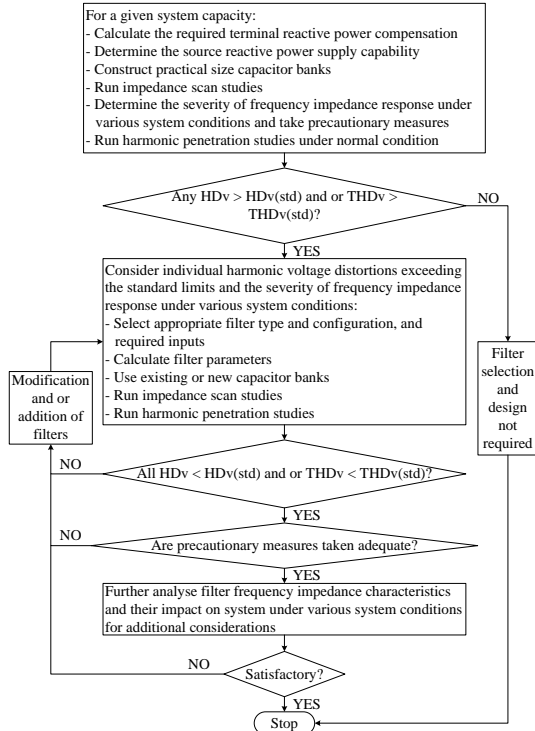 For a given system capacity:
- Calculate the required terminal reactive power compensation
- Determine the source reactive power supply capability
- Construct practical size capacitor banks
- Run impedance scan studies
- Determine the severity of frequency impedance response under
various system conditions and take precautionary measures
- Run harmonic penetration studies under normal condition
Any HDv > HDv(std) and or THDv >
THDv(std)?
NO
YES
Consider individual harmonic voltage distortions exceeding
the standard limits and the severity of frequency impedance
response under various system conditions:
- Select appropriate filter type and configuration, and
required inputs
- Calculate filter parameters
- Use existing or new capacitor banks
- Run impedance scan studies
- Run harmonic penetration studies
Modification
and or
addition of
filters
Filter
selection
and
design
not
required
NO
All HDv < HDv(std) and or THDv < THDv(std)?
YES
NO
Are precautionary measures taken adequate?
YES
Further analyse filter frequency impedance characteristics
and their impact on system under various system conditions
for additional considerations
NO
Satisfactory?
YES
Stop